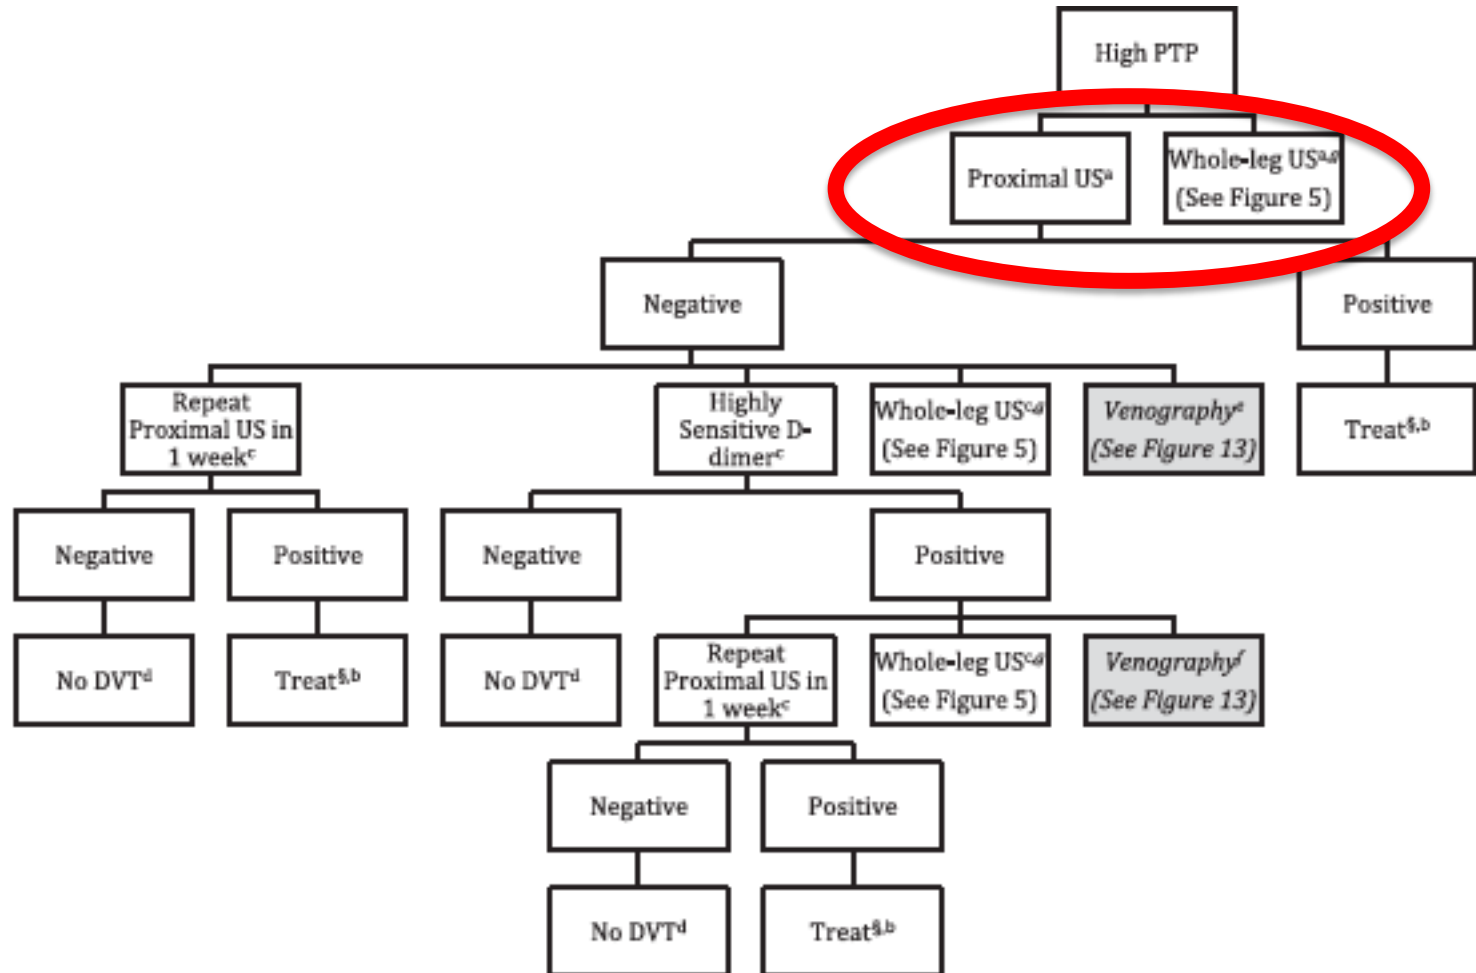 High PTP
Proximal USᵃ
Whole-leg USᵃ,ᵍ
(See Figure 5)
Negative
Positive
Repeat
Proximal US in
1 weekᶜ
Highly
Sensitive D-
dimerᶜ
Whole-leg USᶜ,ᵍ
(See Figure 5)
Venographyᵉ
(See Figure 13)
Treat§,ᵇ
Negative
Positive
Negative
Positive
No DVTᵈ
Treat§,ᵇ
No DVTᵈ
Repeat
Proximal US in
1 weekᶜ
Whole-leg USᶜ,ᵍ
(See Figure 5)
Venographyᶠ
(See Figure 13)
Negative
Positive
No DVTᵈ
Treat§,ᵇ